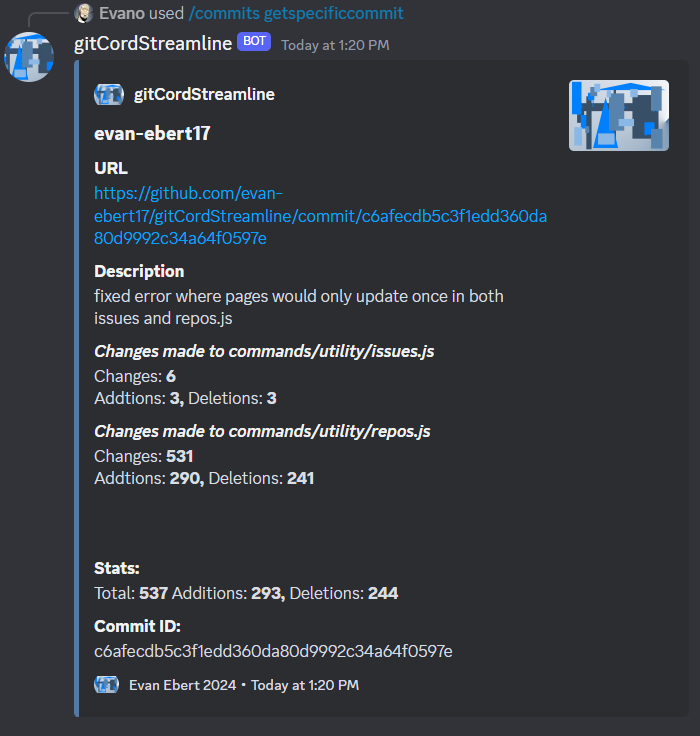 Evano used /commits getspecificcommit
gitCordStreamline BOT Today at 1:20 PM
gitCordStreamline
evan-ebert17
URL
https://github.com/evan-
ebert17/gitCordStreamline/commit/c6afecdb5c3f1edd360da
80d9992c34a64f0597e
Description
fixed error where pages would only update once in both
issues and repos.js
Changes made to commands/utility/issues.js
Changes: 6
Addtions: 3, Deletions: 3
Changes made to commands/utility/repos.js
Changes: 531
Addtions: 290, Deletions: 241
Stats:
Total: 537 Additions: 293, Deletions: 244
Commit ID:
c6afecdb5c3f1edd360da80d9992c34a64f0597e
Evan Ebert 2024 • Today at 1:20 PM